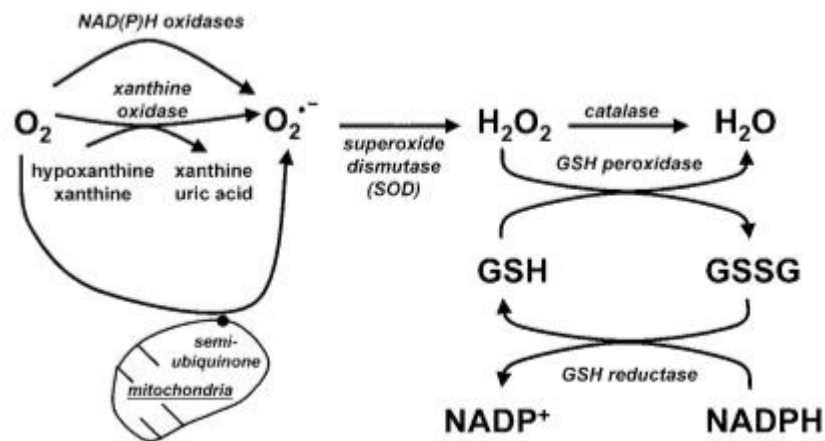 NAD(P)H oxidases
xanthine
oxidase
O₂
O₂•⁻
hypoxanthine
xanthine
xanthine
uric acid
semi-
ubiquinone
mitochondria
superoxide
dismutase
(SOD)
H₂O₂
catalase
H₂O
GSH peroxidase
GSH
GSSG
GSH reductase
NADP⁺
NADPH